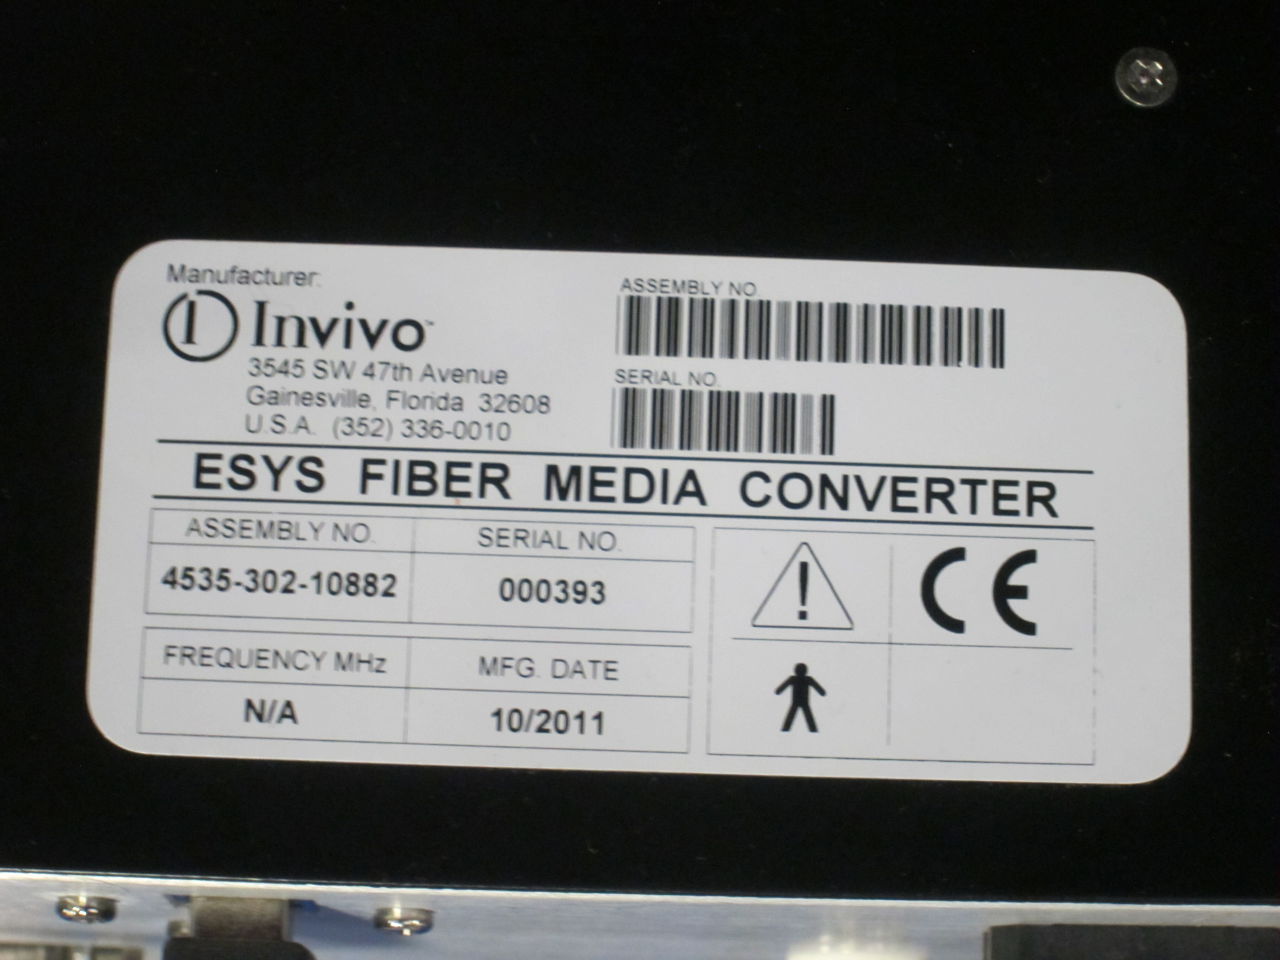 Manufacturer:
Invivo™
3545 SW 47th Avenue
Gainesville, Florida 32608
U.S.A. (352) 336-0010
ASSEMBLY NO.
SERIAL NO.
ESYS FIBER MEDIA CONVERTER
ASSEMBLY NO. SERIAL NO.
4535-302-10882 000393
FREQUENCY MHz MFG. DATE
N/A 10/2011
CE